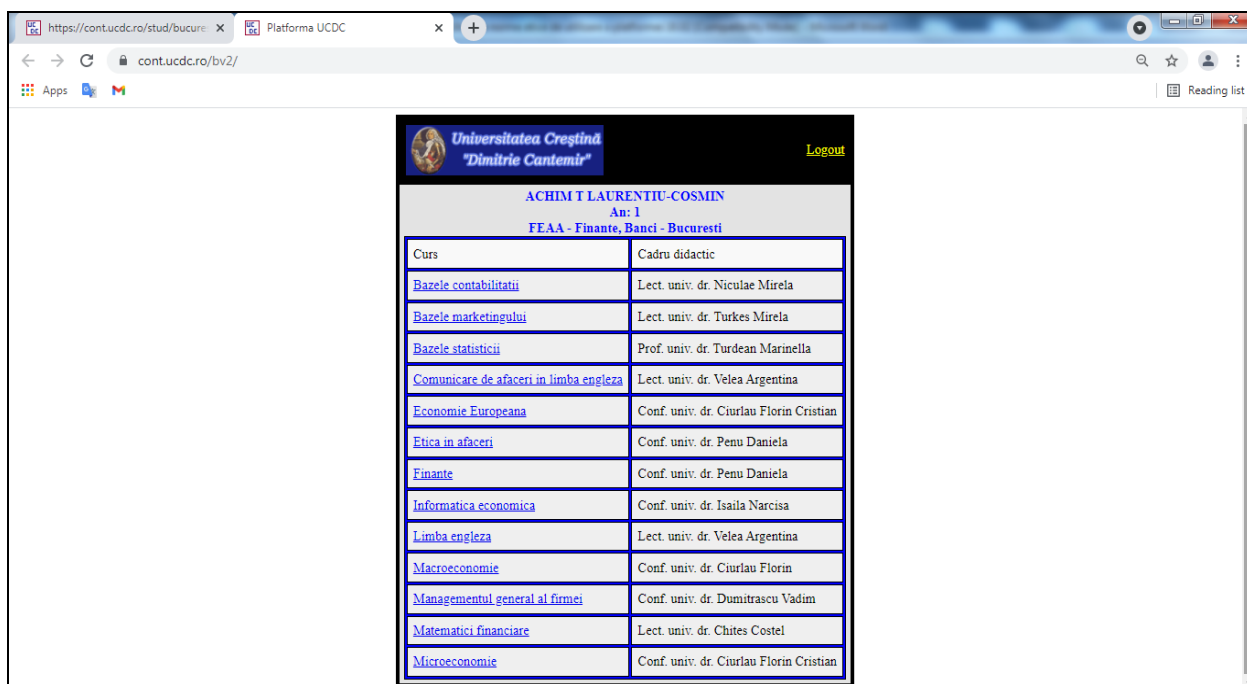 https://cont.ucdc.ro/stud/bucure
Platforma UCDC
cont.ucdc.ro/bv2/
Apps
Reading list
Universitatea Creştină
"Dimitrie Cantemir"
Logout
ACHIM T LAURENTIU-COSMIN
An: 1
FEAA - Finante, Banci - Bucuresti
Curs Cadru didactic
Bazele contabilitatii Lect. univ. dr. Niculae Mirela
Bazele marketingului Lect. univ. dr. Turkes Mirela
Bazele statisticii Prof. univ. dr. Turdean Marinella
Comunicare de afaceri in limba engleza Lect. univ. dr. Velea Argentina
Economie Europeana Conf. univ. dr. Ciurlau Florin Cristian
Etica in afaceri Conf. univ. dr. Penu Daniela
Finante Conf. univ. dr. Penu Daniela
Informatica economica Conf. univ. dr. Isaila Narcisa
Limba engleza Lect. univ. dr. Velea Argentina
Macroeconomie Conf. univ. dr. Ciurlau Florin
Managementul general al firmei Conf. univ. dr. Dumitrascu Vadim
Matematici financiare Lect. univ. dr. Chites Costel
Microeconomie Conf. univ. dr. Ciurlau Florin Cristian